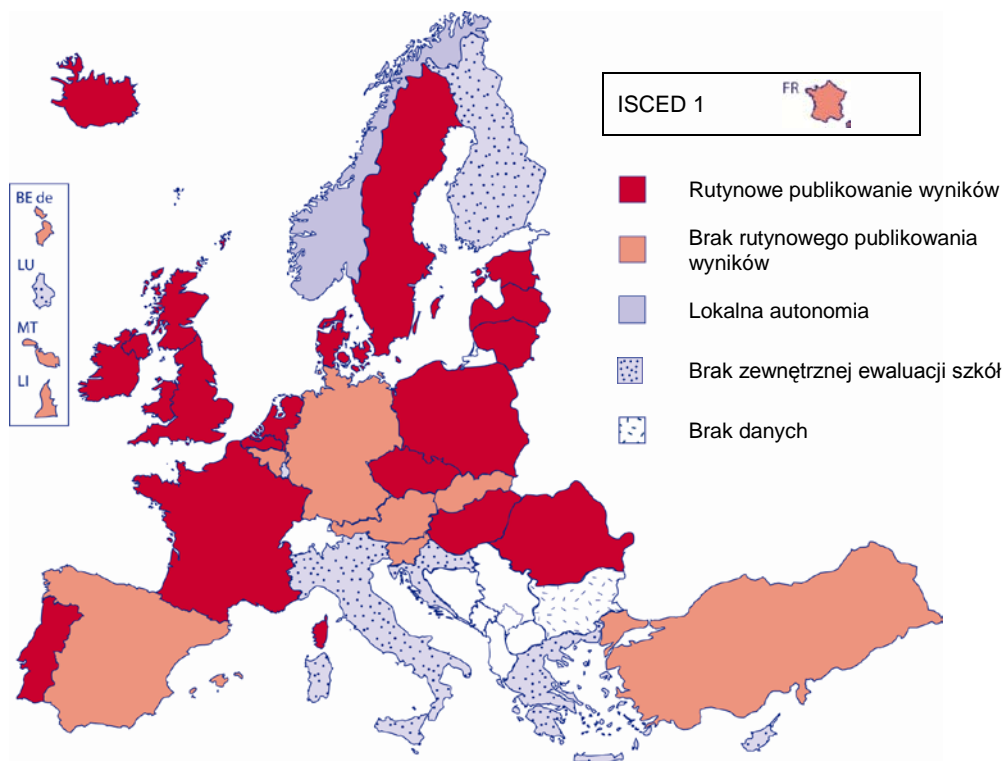 ISCED 1
FR
Rutynowe publikowanie wyników
Brak rutynowego publikowania
wyników
Lokalna autonomia
Brak zewnętrznej ewaluacji szkół
Brak danych
BE de
LU
MT
LI